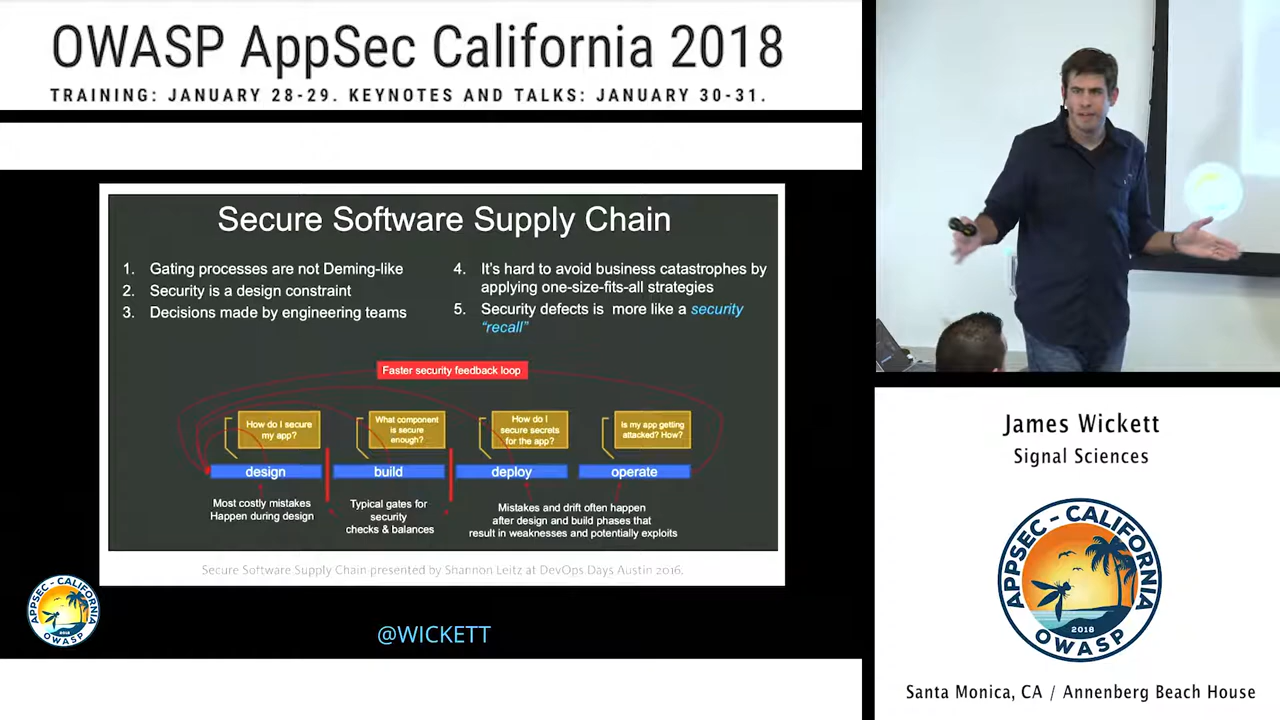 OWASP AppSec California 2018
TRAINING: JANUARY 28-29. KEYNOTES AND TALKS: JANUARY 30-31.
Secure Software Supply Chain
1. Gating processes are not Deming-like
2. Security is a design constraint
3. Decisions made by engineering teams
4. It's hard to avoid business catastrophes by
applying one-size-fits-all strategies
5. Security defects is more like a security
"recall"
Faster security feedback loop
How do I secure
my app?
What component
is secure
enough?
How do I
secure secrets
for the app?
Is my app getting
attacked? How?
design
build
deploy
operate
Most costly mistakes
Happen during design
Typical gates for
security
checks & balances
Mistakes and drift often happen
after design and build phases that
result in weaknesses and potentially exploits
Secure Software Supply Chain presented by Shannon Leitz at DevOps Days Austin 2016.
APPSEC - CALIFORNIA
2018
OWASP
@WICKETT
James Wickett
Signal Sciences
APPSEC - CALIFORNIA
2018
OWASP
Santa Monica, CA / Annenberg Beach House